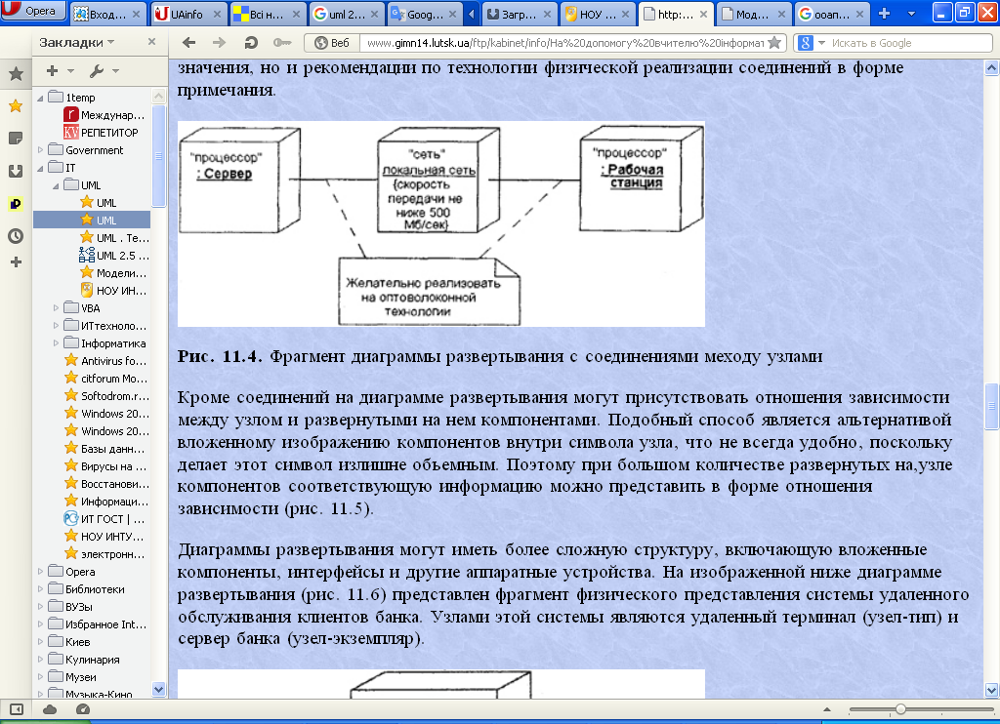 Opera
Вход...
UAinfo
Всі н...
uml 2...
Goog...
Загр...
НОУ ...
http:...
Мод...
ооап...
Закладки
Веб
www.gimn14.lutsk.ua/ftp/kabinet/info/На%20допомогу%20вчителю%20інформат
Искать в Google
1temp
Междунар...
РЕПЕТИТОР
Government
IT
UML
UML
UML
UML . Те...
UML 2.5 ...
Модели...
НОУ ИН...
VBA
ИТтехноло...
Інформатика
Antivirus fo...
citforum Mo...
Softodrom.r...
Windows 20...
Windows 20...
Базы данн...
Вирусы на ...
Восстанови...
Информаци...
ИТ ГОСТ | ...
НОУ ИНТУ...
электронн...
Opera
Библиотеки
ВУЗы
Избранное Int...
Киев
Кулинария
Музеи
Музыка-Кино
значения, но и рекомендации по технологии физической реализации соединений в форме
примечания.
"процессор"
: Сервер
"сеть"
локальная сеть
{скорость
передачи не
ниже 500
Мб/сек}
"процессор"
: Рабочая
станция
Желательно реализовать
на оптоволоконной
технологии
Рис. 11.4. Фрагмент диаграммы развертывания с соединениями меходу узлами
Кроме соединений на диаграмме развертывания могут присутствовать отношения зависимости
между узлом и развернутыми на нем компонентами. Подобный способ является альтернативой
вложенному изображению компонентов внутри символа узла, что не всегда удобно, поскольку
делает этот символ излишне объемным. Поэтому при большом количестве развернутых на,узле
компонентов соответствующую информацию можно представить в форме отношения
зависимости (рис. 11.5).
Диаграммы развертывания могут иметь более сложную структуру, включающую вложенные
компоненты, интерфейсы и другие аппаратные устройства. На изображенной ниже диаграмме
развертывания (рис. 11.6) представлен фрагмент физического представления системы удаленного
обслуживания клиентов банка. Узлами этой системы являются удаленный терминал (узел-тип) и
сервер банка (узел-экземпляр).